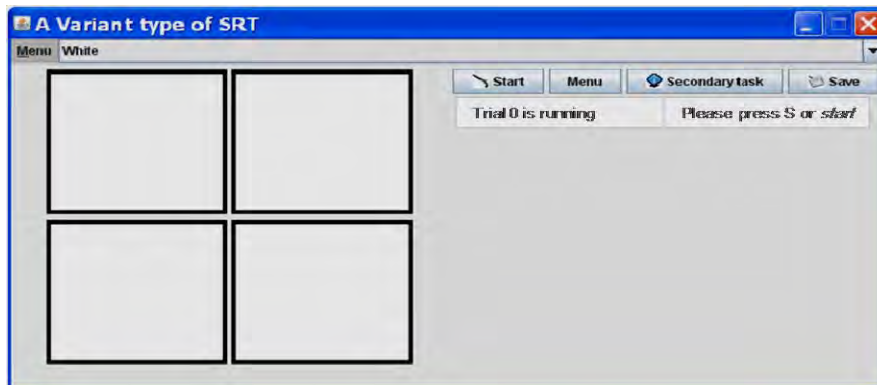 A Variant type of SRT
Menu White
Start Menu Secondary task Save
Trial 0 is running Please press S or start